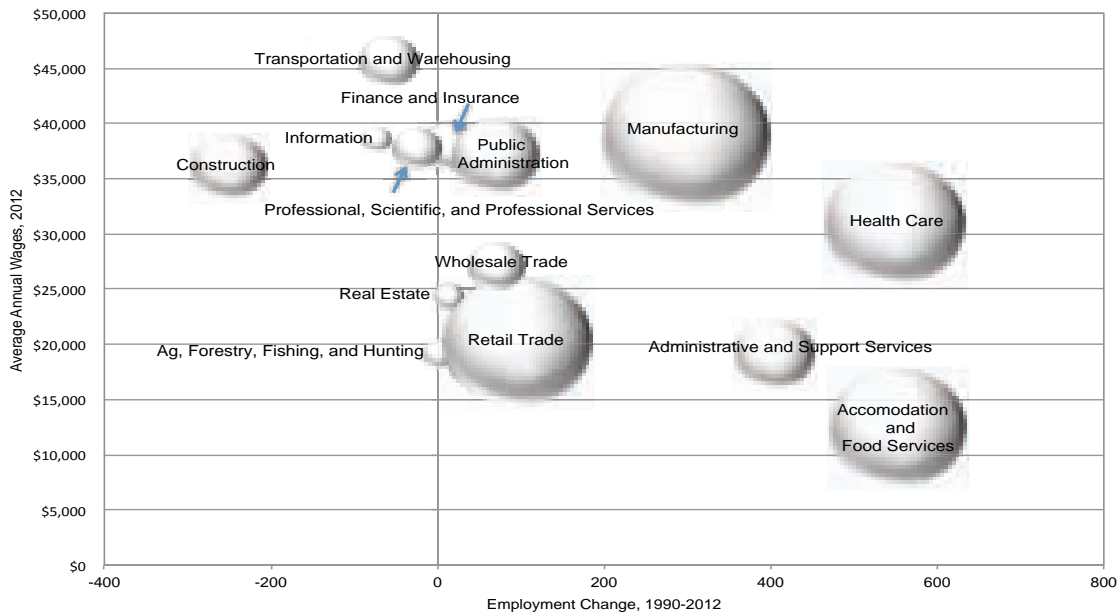 $50,000
$45,000
$40,000
$35,000
$30,000
$25,000
$20,000
$15,000
$10,000
$5,000
$0
Average Annual Wages, 2012
Transportation and Warehousing
Finance and Insurance
Information
Construction
Public
Administration
Manufacturing
Professional, Scientific, and Professional Services
Health Care
Wholesale Trade
Real Estate
Retail Trade
Ag, Forestry, Fishing, and Hunting
Administrative and Support Services
Accomodation
and
Food Services
-400 -200 0 200 400 600 800
Employment Change, 1990-2012